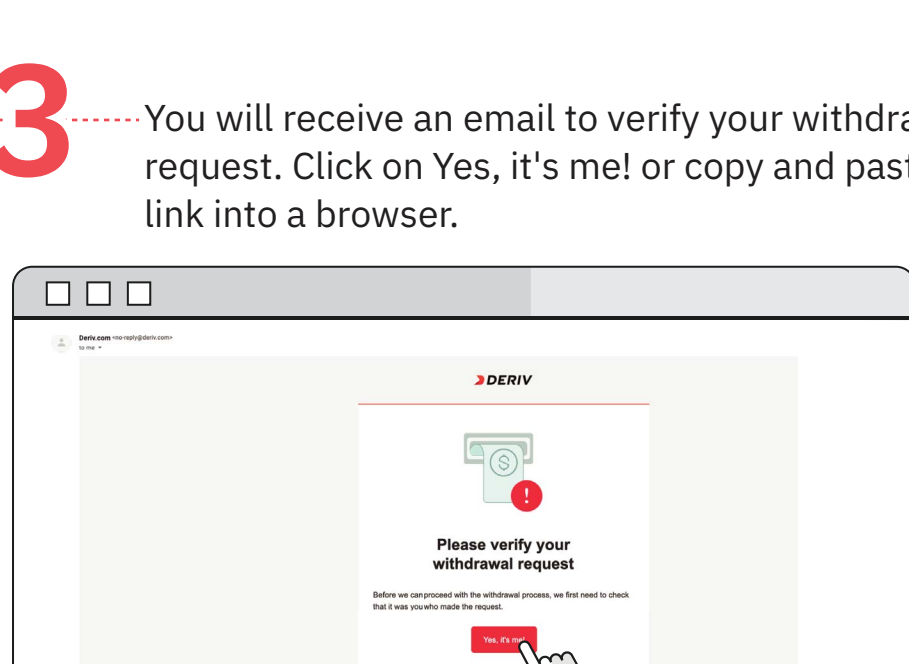 3
You will receive an email to verify your withdra
request. Click on Yes, it's me! or copy and past
link into a browser.
Deriv.com <no-reply@deriv.com>
to me
DERIV
$
!
Please verify your
withdrawal request
Before we can proceed with the withdrawal process, we first need to check
that it was you who made the request.
Yes, it's me!